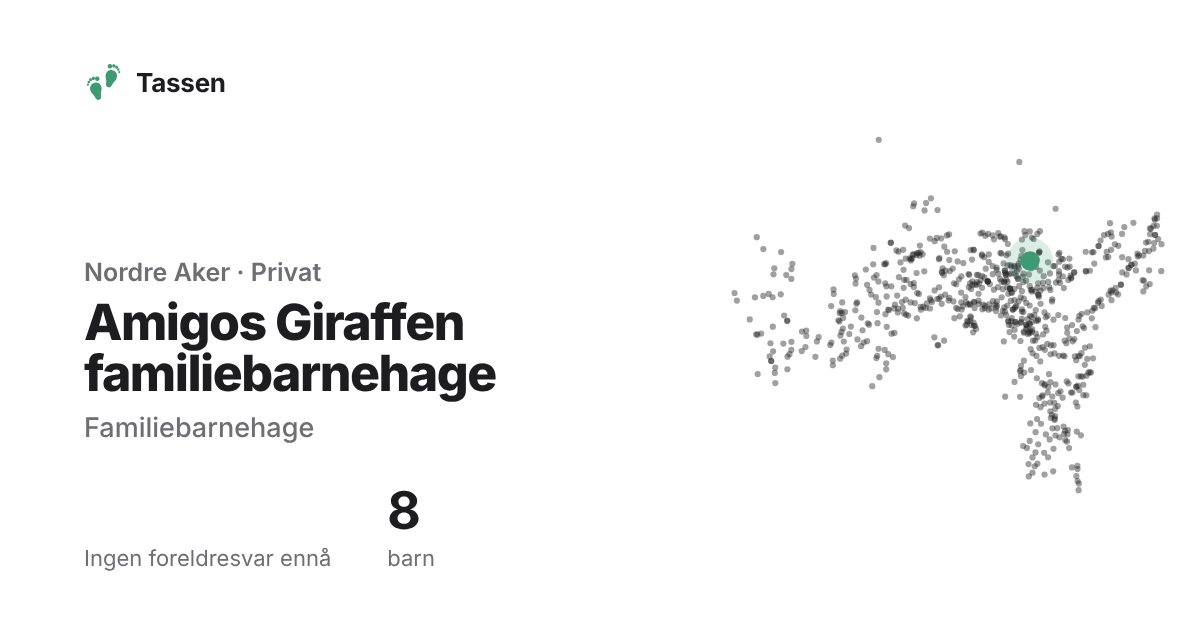 Tassen
Nordre Aker · Privat
Amigos Giraffen
familiebarnehage
Familiebarnehage
8
Ingen foreldresvar ennå
barn